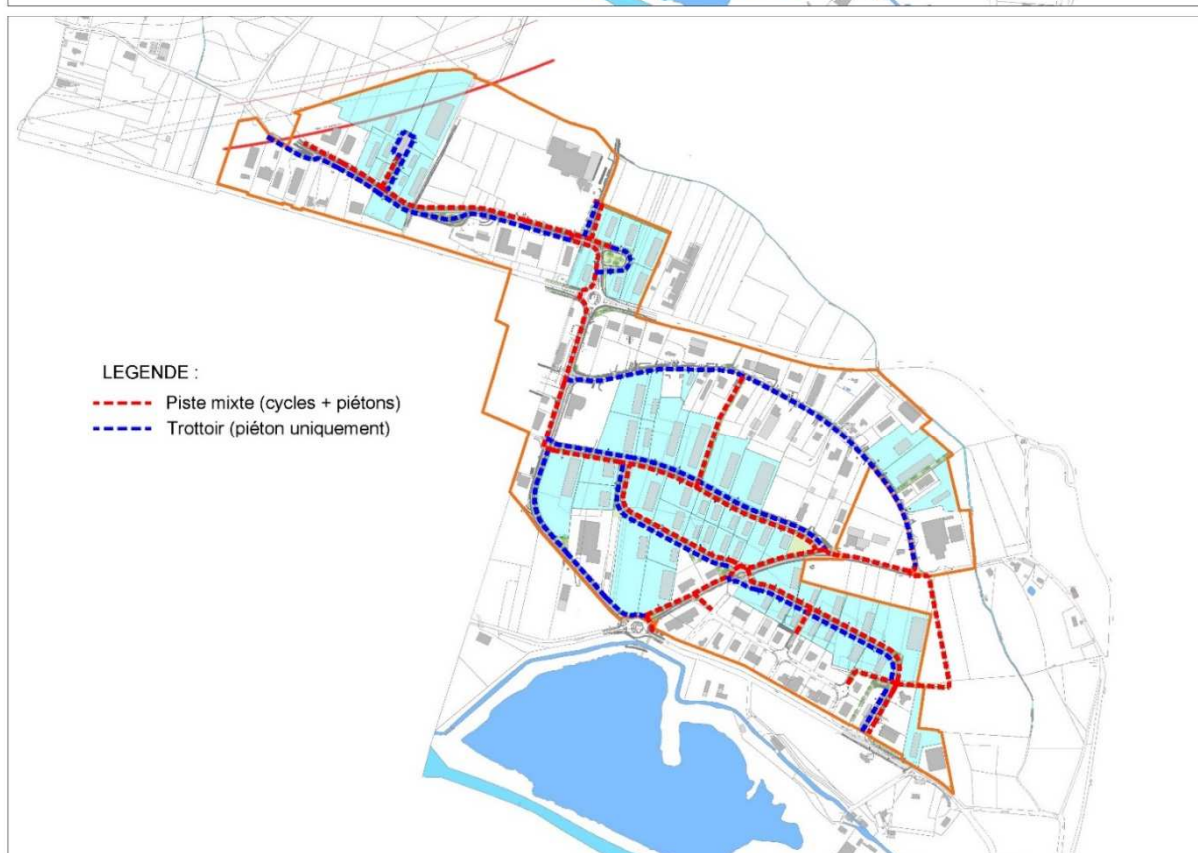 LEGENDE :
Piste mixte (cycles + piétons)
Trottoir (piéton uniquement)